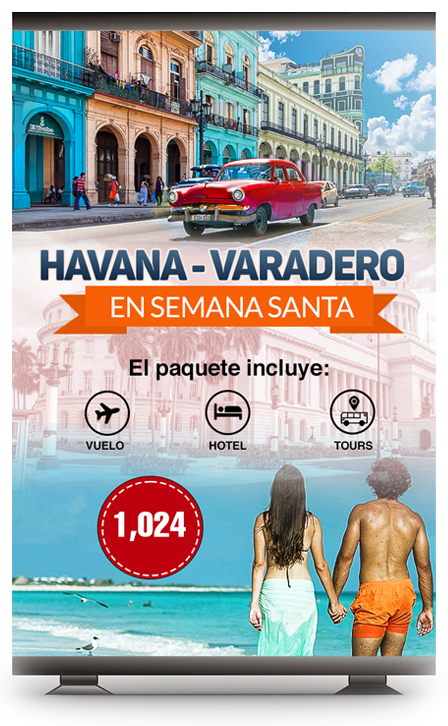 HAVANA - VARADERO
EN SEMANA SANTA
El paquete incluye:
VUELO HOTEL TOURS
1,024